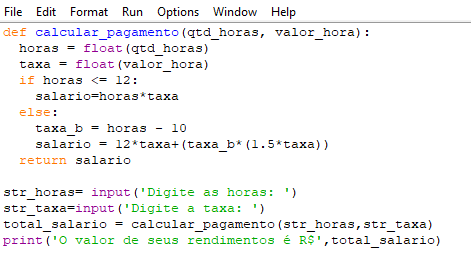 File Edit Format Run Options Window Help
def calcular_pagamento(qtd_horas, valor_hora):
  horas = float(qtd_horas)
  taxa = float(valor_hora)
  if horas <= 12:
    salario=horas*taxa
  else:
    taxa_b = horas - 10
    salario = 12*taxa+(taxa_b*(1.5*taxa))
  return salario

str_horas= input('Digite as horas: ')
str_taxa=input('Digite a taxa: ')
total_salario = calcular_pagamento(str_horas,str_taxa)
print('O valor de seus rendimentos é R$',total_salario)